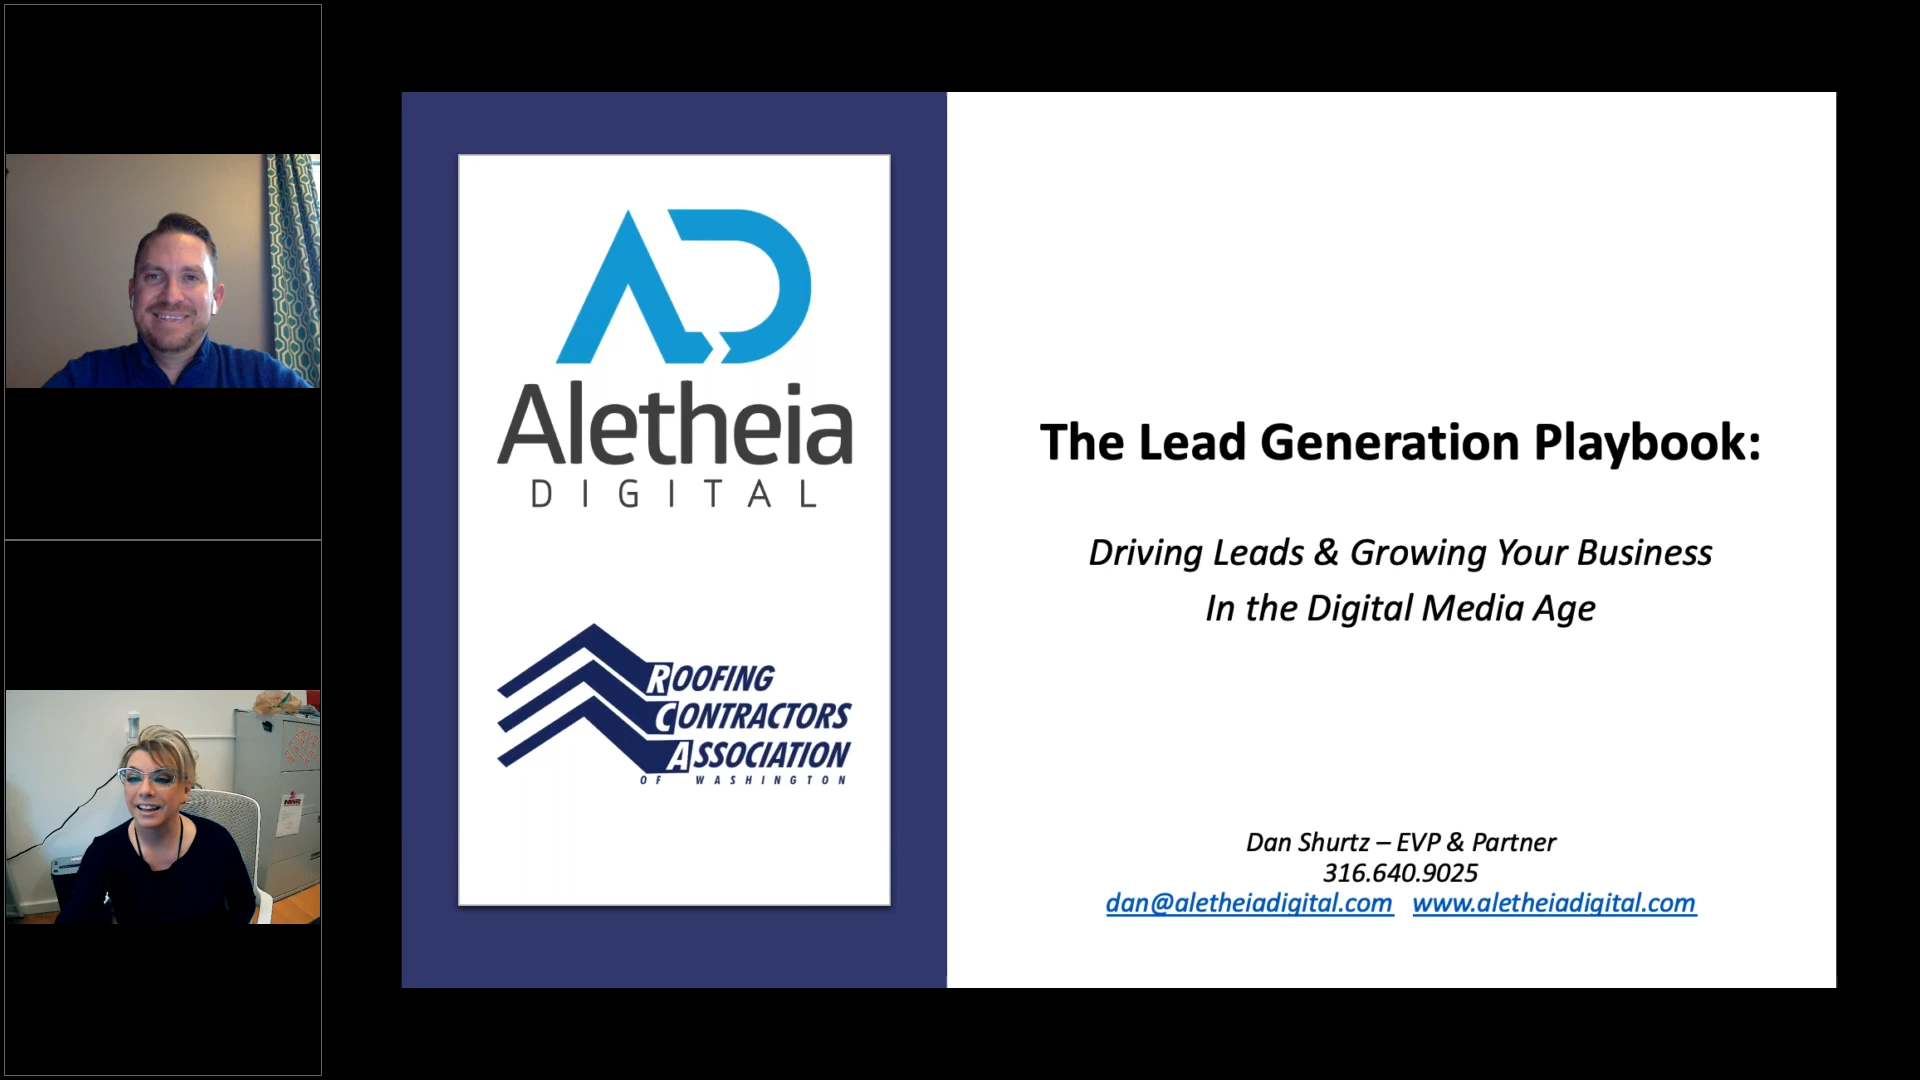 AD
Aletheia
DIGITAL
ROOFING
CONTRACTORS
ASSOCIATION
OF WASHINGTON
The Lead Generation Playbook:
Driving Leads & Growing Your Business
In the Digital Media Age
Dan Shurtz – EVP & Partner
316.640.9025
dan@aletheiadigital.com www.aletheiadigital.com